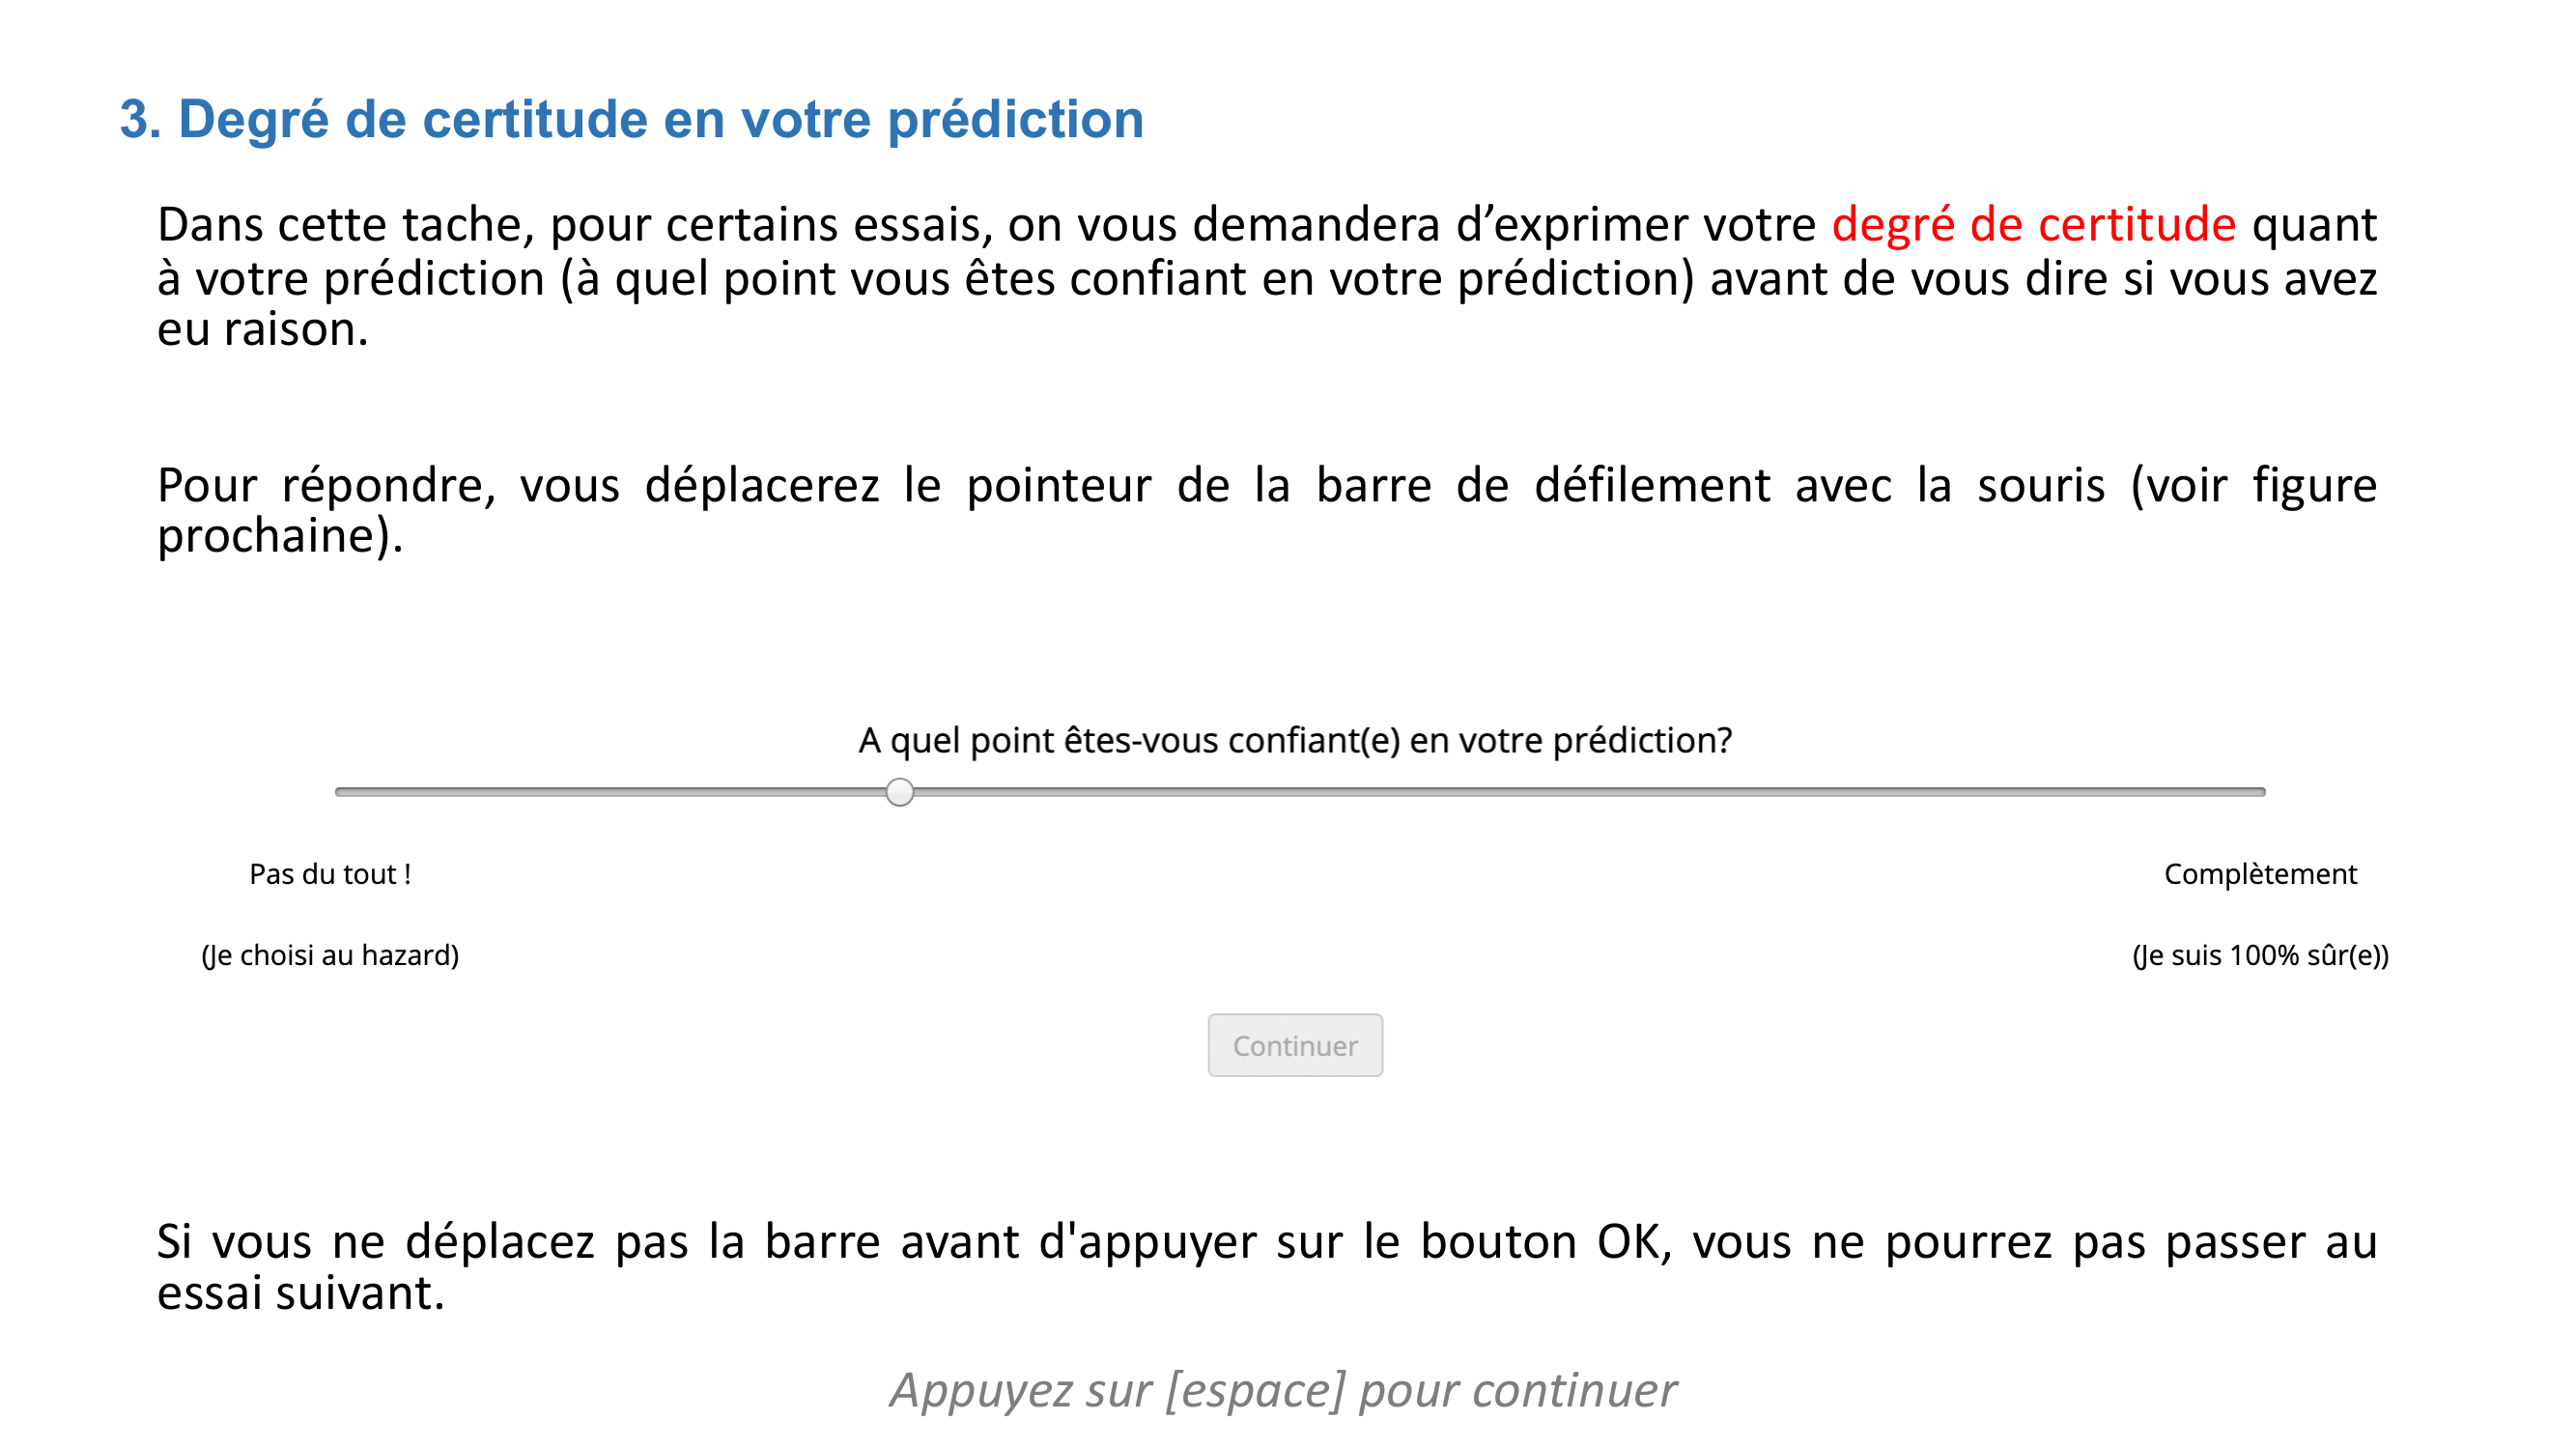 3. Degré de certitude en votre prédiction
Dans cette tache, pour certains essais, on vous demandera d’exprimer votre degré de certitude quant
à votre prédiction (à quel point vous êtes confiant en votre prédiction) avant de vous dire si vous avez
eu raison.
Pour répondre, vous déplacerez le pointeur de la barre de défilement avec la souris (voir figure
prochaine).
A quel point êtes-vous confiant(e) en votre prédiction?
Pas du tout !
Complètement
(Je choisi au hazard)
(Je suis 100% sûr(e))
Continuer
Si vous ne déplacez pas la barre avant d'appuyer sur le bouton OK, vous ne pourrez pas passer au
essai suivant.
Appuyez sur [espace] pour continuer